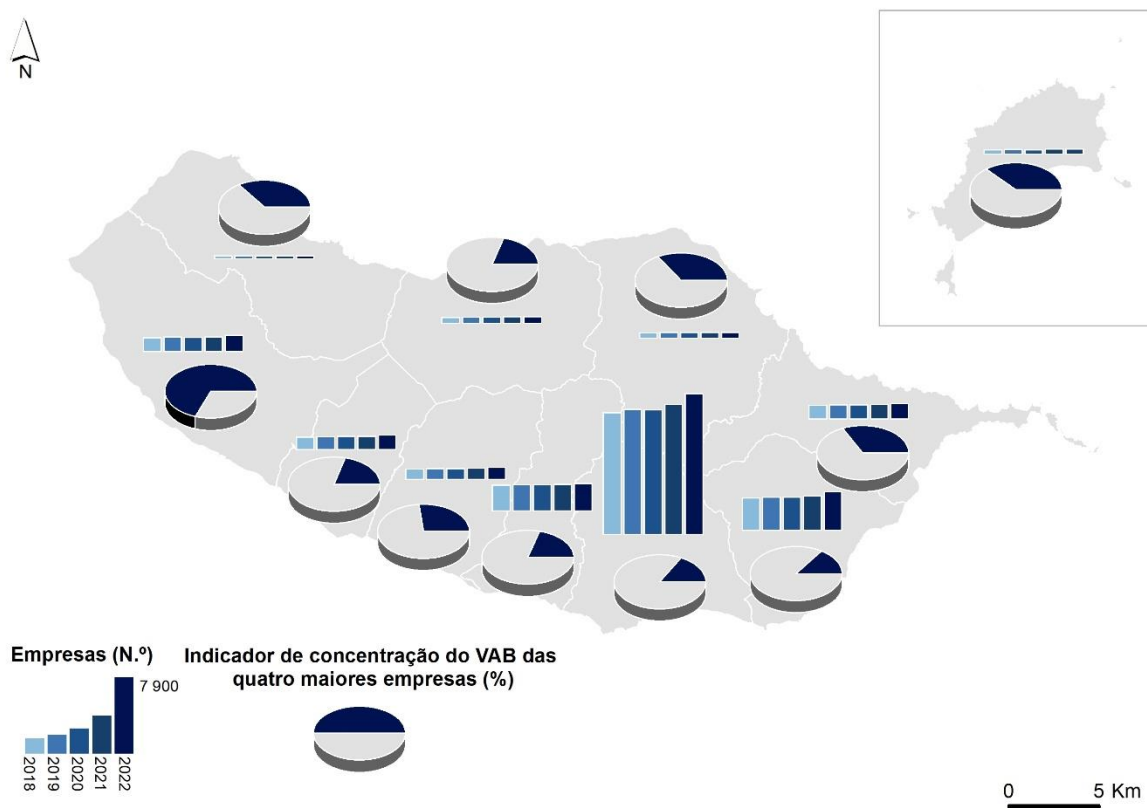 N
Empresas (N.º)
7 900
2018
2019
2020
2021
2022
Indicador de concentração do VAB das
quatro maiores empresas (%)
0 5 Km